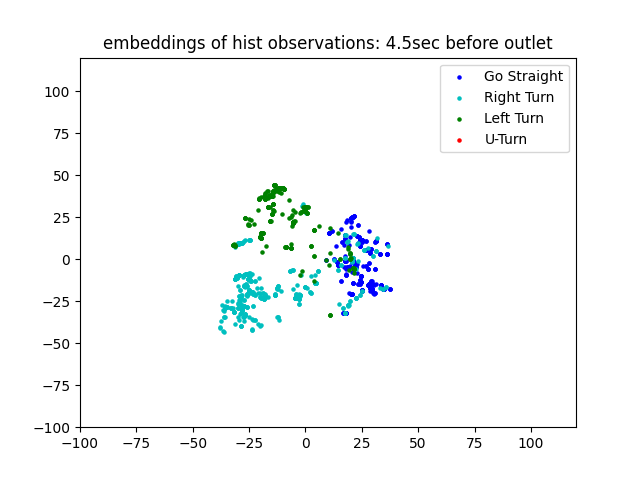 embeddings of hist observations: 4.5sec before outlet
Go Straight
Right Turn
Left Turn
U-Turn
100
75
50
25
0
−25
−50
−75
−100
−100 −75 −50 −25 0 25 50 75 100